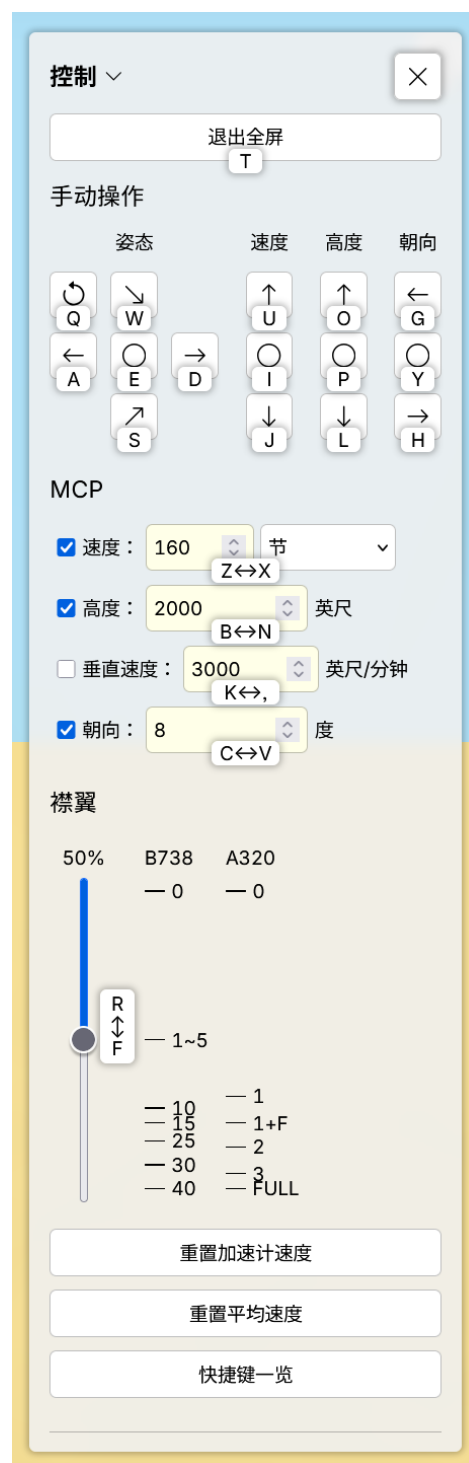 控制
退出全屏
T
手动操作
姿态 速度 高度 朝向
Q W U O G
A E D I P Y
S J L H
MCP
速度： 160 节
Z↔X
高度： 2000 英尺
B↔N
垂直速度： 3000 英尺/分钟
K↔,
朝向： 8 度
C↔V
襟翼
50% B738 A320
0 0
R
↕
F
1~5
1
10
15 1+F
25 2
30 3
40 FULL
重置加速计速度
重置平均速度
快捷键一览